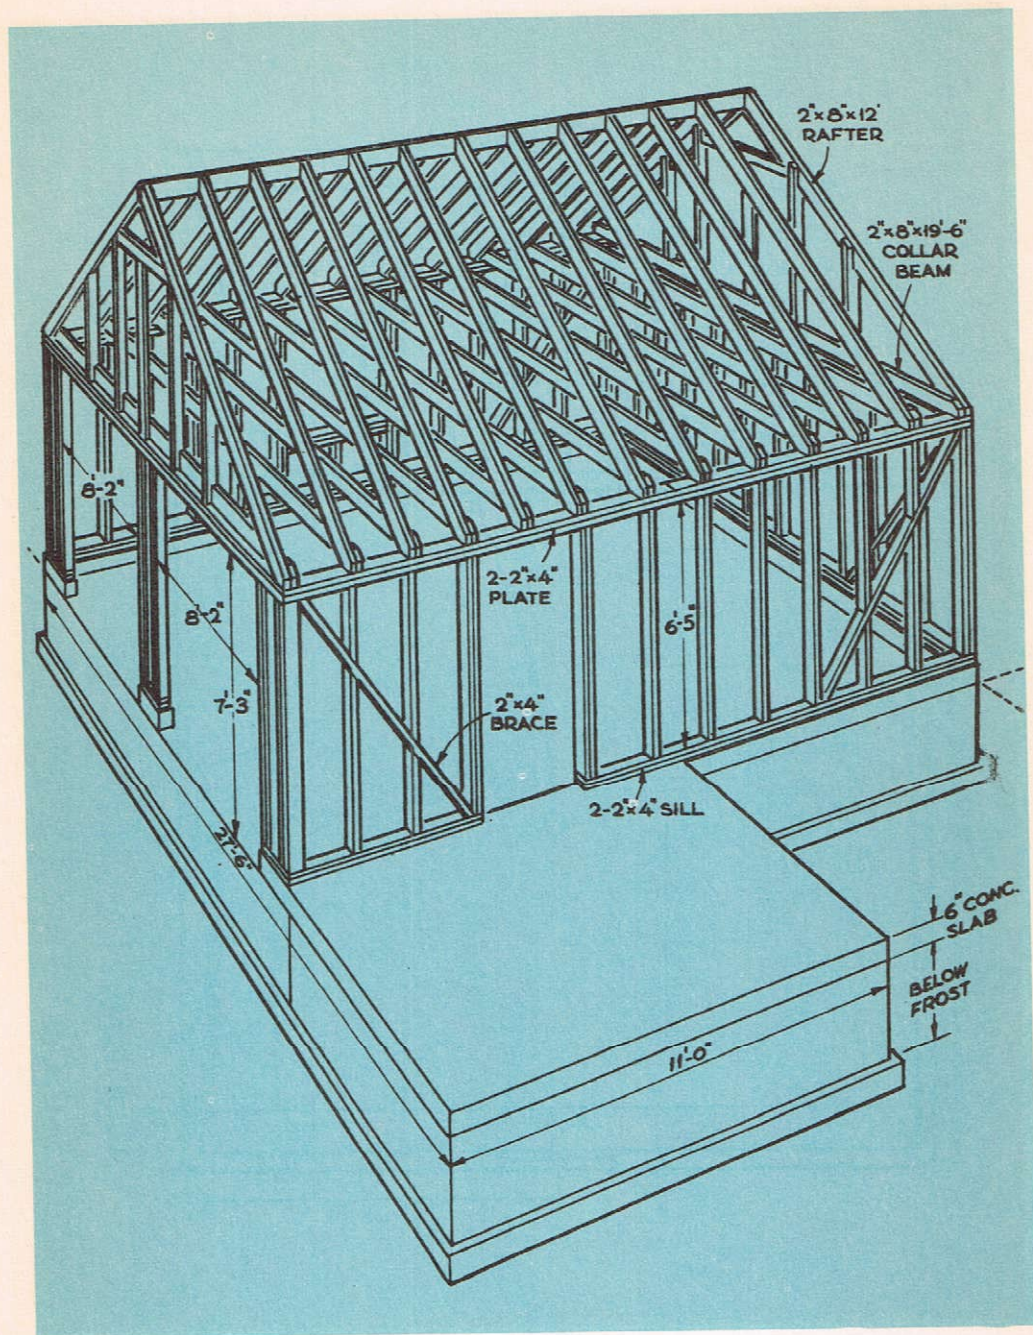 2"x8"x12'
RAFTER
2"x8"x19'-6"
COLLAR
BEAM
8'-2"
8'-2"
2-2"x4"
PLATE
6'-5"
7'-3"
2"x4"
BRACE
2-2"x4" SILL
27'-6"
6" CONC.
SLAB
BELOW
FROST
11'-0"